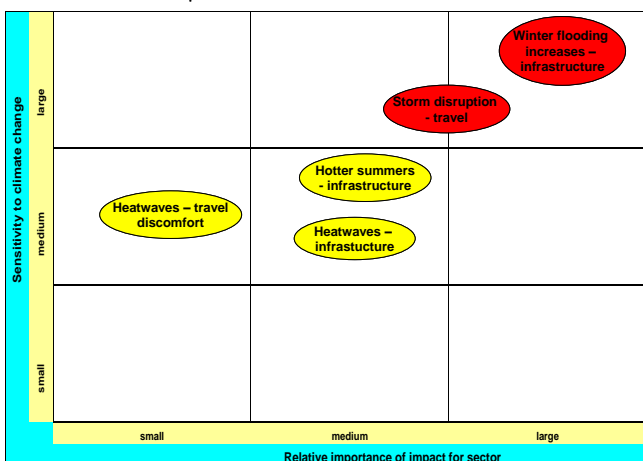 Winter flooding
increases –
infrastructure
Storm disruption
- travel
Hotter summers
- infrastructure
Heatwaves – travel
discomfort
Heatwaves –
infrastucture
Sensitivity to climate change
large
medium
small
small
medium
large
Relative importance of impact for sector